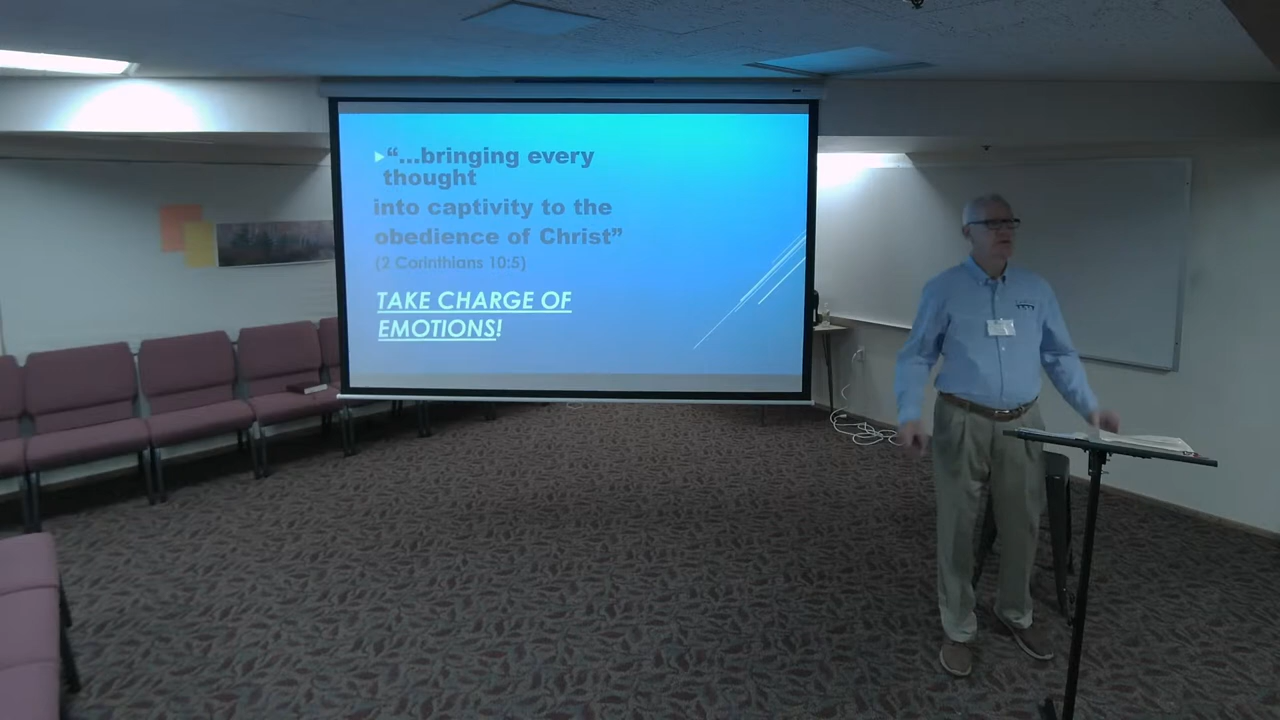 “...bringing every
thought
into captivity to the
obedience of Christ”
(2 Corinthians 10:5)
TAKE CHARGE OF
EMOTIONS!